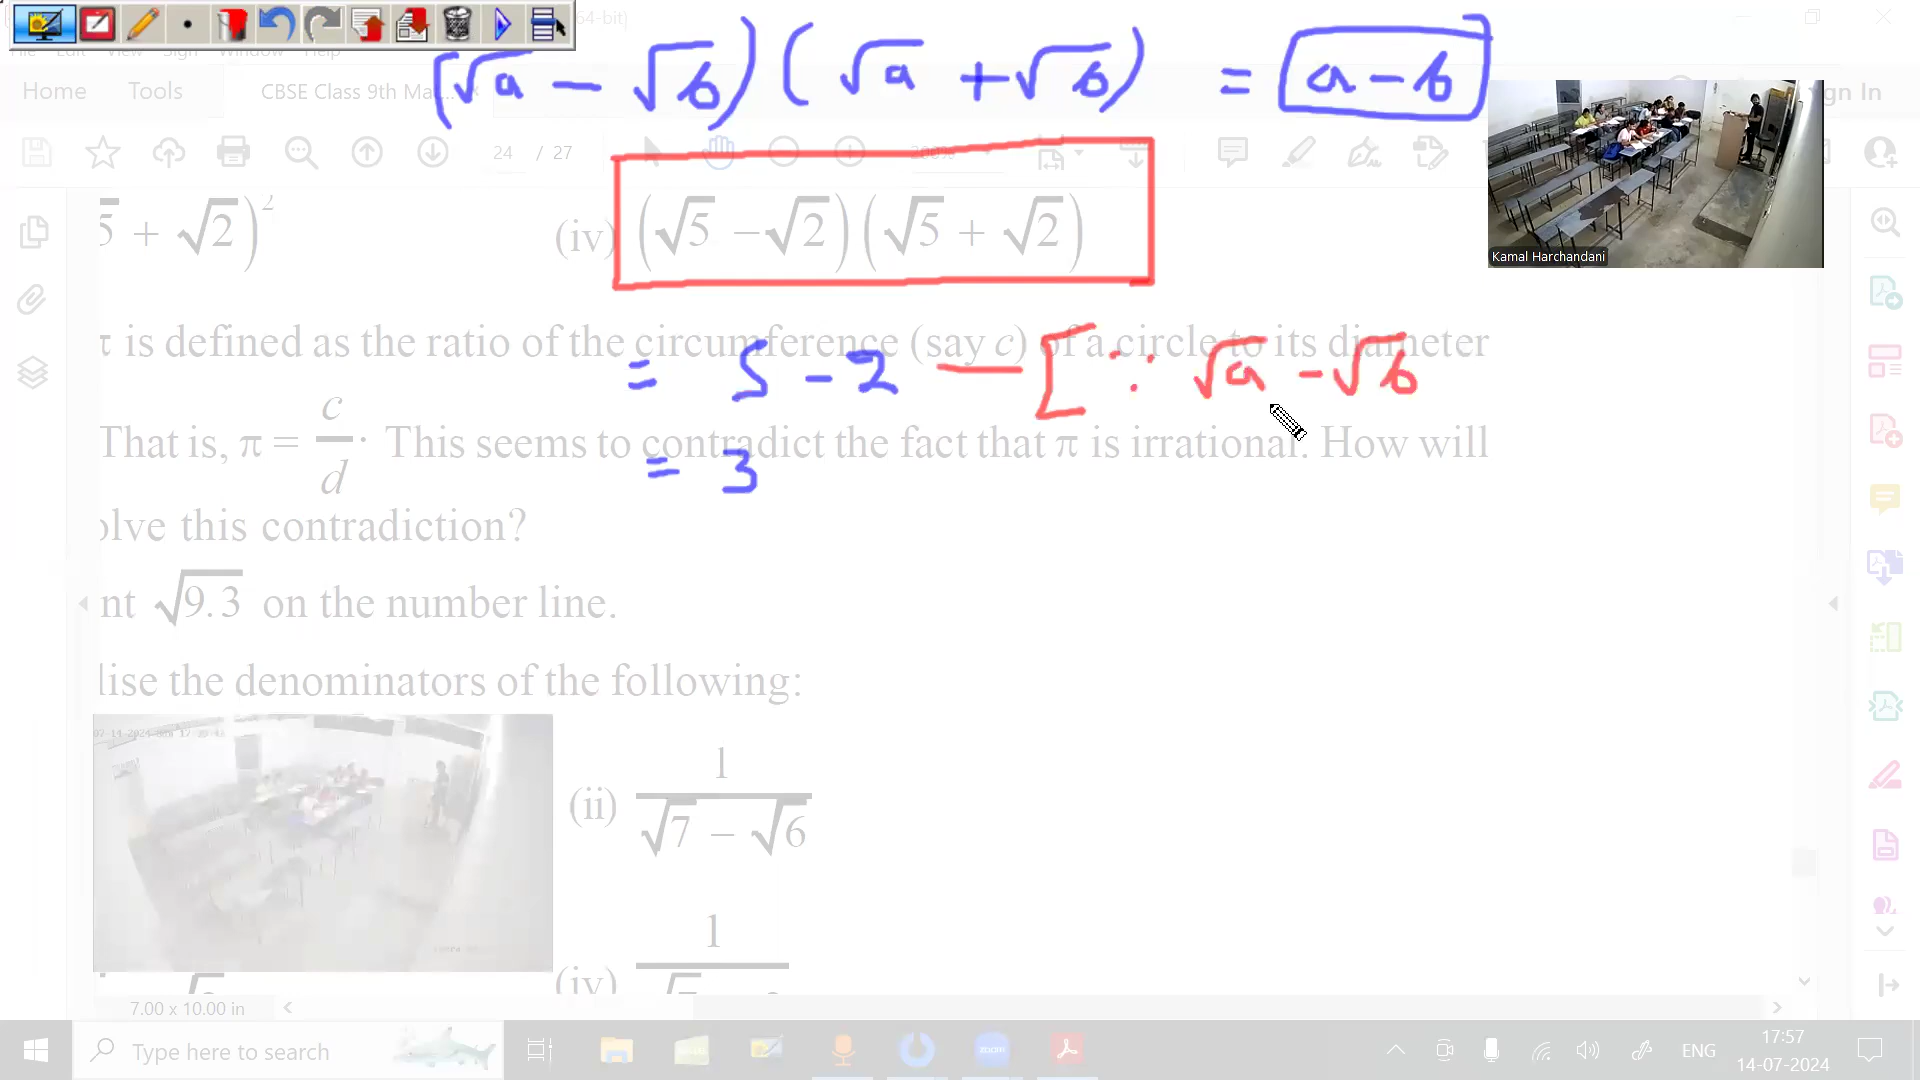 (√a − √b)(√a + √b) = a − b
Home Tools CBSE Class 9th Ma... Sign In
24 / 27
5 + √2)² (iv) (√5 − √2)(√5 + √2)
Kamal Harchandani
π is defined as the ratio of the circumference (say c) of a circle to its diameter
= 5 − 2 — [ ∵ √a − √b
That is, π = c/d. This seems to contradict the fact that π is irrational. How will
= 3
olve this contradiction?
nt √9.3 on the number line.
lise the denominators of the following:
(ii) 1/(√7 − √6)
(iv) 1
7.00 x 10.00 in
Type here to search
zoom
ENG
17:57
14-07-2024